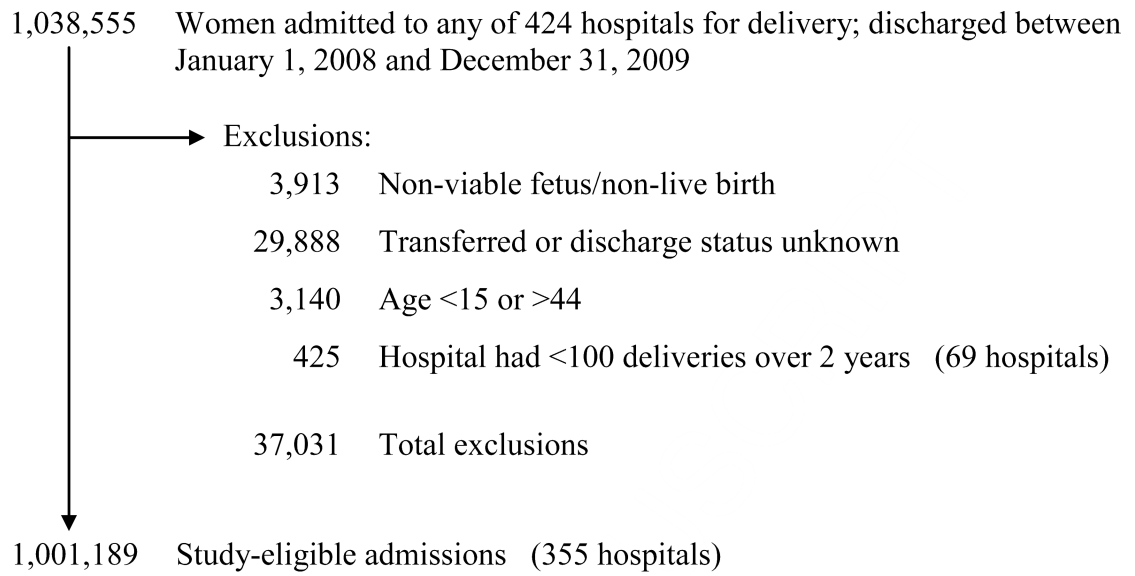 1,038,555 Women admitted to any of 424 hospitals for delivery; discharged between
January 1, 2008 and December 31, 2009
Exclusions:
3,913 Non-viable fetus/non-live birth
29,888 Transferred or discharge status unknown
3,140 Age <15 or >44
425 Hospital had <100 deliveries over 2 years (69 hospitals)
37,031 Total exclusions
1,001,189 Study-eligible admissions (355 hospitals)